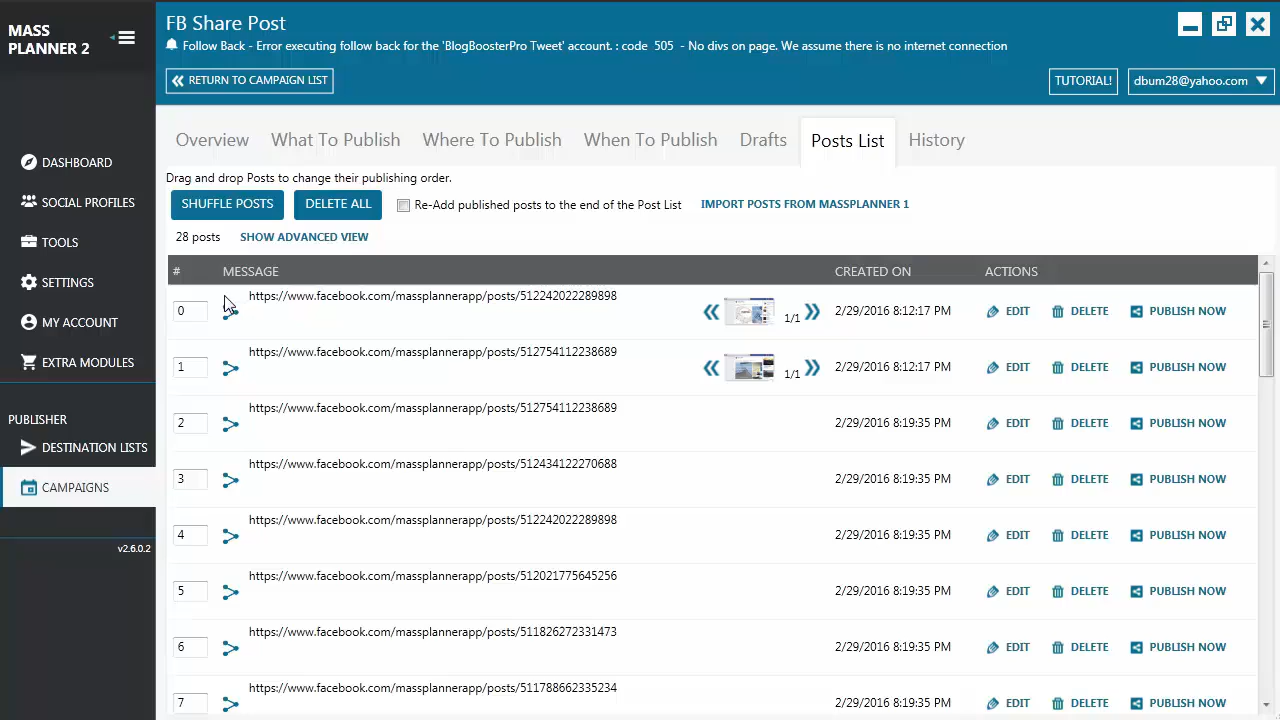 MASS
PLANNER 2
FB Share Post
Follow Back - Error executing follow back for the 'BlogBoosterPro Tweet' account. : code  505  - No divs on page. We assume there is no internet connection
RETURN TO CAMPAIGN LIST
TUTORIAL!
dbum28@yahoo.com
DASHBOARD
SOCIAL PROFILES
TOOLS
SETTINGS
MY ACCOUNT
EXTRA MODULES
PUBLISHER
DESTINATION LISTS
CAMPAIGNS
v2.6.0.2
Overview What To Publish Where To Publish When To Publish Drafts Posts List History
Drag and drop Posts to change their publishing order.
SHUFFLE POSTS DELETE ALL Re-Add published posts to the end of the Post List IMPORT POSTS FROM MASSPLANNER 1
28 posts SHOW ADVANCED VIEW
# MESSAGE CREATED ON ACTIONS
0 https://www.facebook.com/massplannerapp/posts/512242022289898 1/1 2/29/2016 8:12:17 PM EDIT DELETE PUBLISH NOW
1 https://www.facebook.com/massplannerapp/posts/512754112238689 1/1 2/29/2016 8:12:17 PM EDIT DELETE PUBLISH NOW
2 https://www.facebook.com/massplannerapp/posts/512754112238689 2/29/2016 8:19:35 PM EDIT DELETE PUBLISH NOW
3 https://www.facebook.com/massplannerapp/posts/512434122270688 2/29/2016 8:19:35 PM EDIT DELETE PUBLISH NOW
4 https://www.facebook.com/massplannerapp/posts/512242022289898 2/29/2016 8:19:35 PM EDIT DELETE PUBLISH NOW
5 https://www.facebook.com/massplannerapp/posts/512021775645256 2/29/2016 8:19:35 PM EDIT DELETE PUBLISH NOW
6 https://www.facebook.com/massplannerapp/posts/511826272331473 2/29/2016 8:19:35 PM EDIT DELETE PUBLISH NOW
7 https://www.facebook.com/massplannerapp/posts/511788662335234 2/29/2016 8:19:35 PM EDIT DELETE PUBLISH NOW